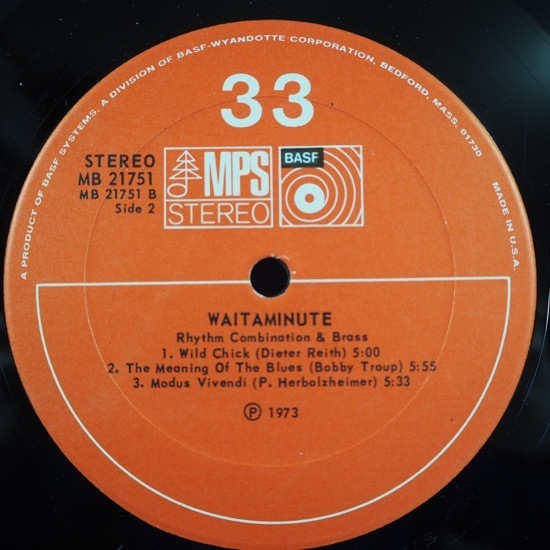 A PRODUCT OF BASF SYSTEMS, A DIVISION OF BASF-WYANDOTTE CORPORATION, BEDFORD, MASS. 01730
MADE IN U.S.A.
33
STEREO
MB 21751
MB 21751 B
Side 2
MPS
STEREO
BASF
WAITAMINUTE
Rhythm Combination & Brass
1. Wild Chick (Dieter Reith) 5:00
2. The Meaning Of The Blues (Bobby Troup) 5:55
3. Modus Vivendi (P. Herbolzheimer) 5:33
Ⓟ 1973